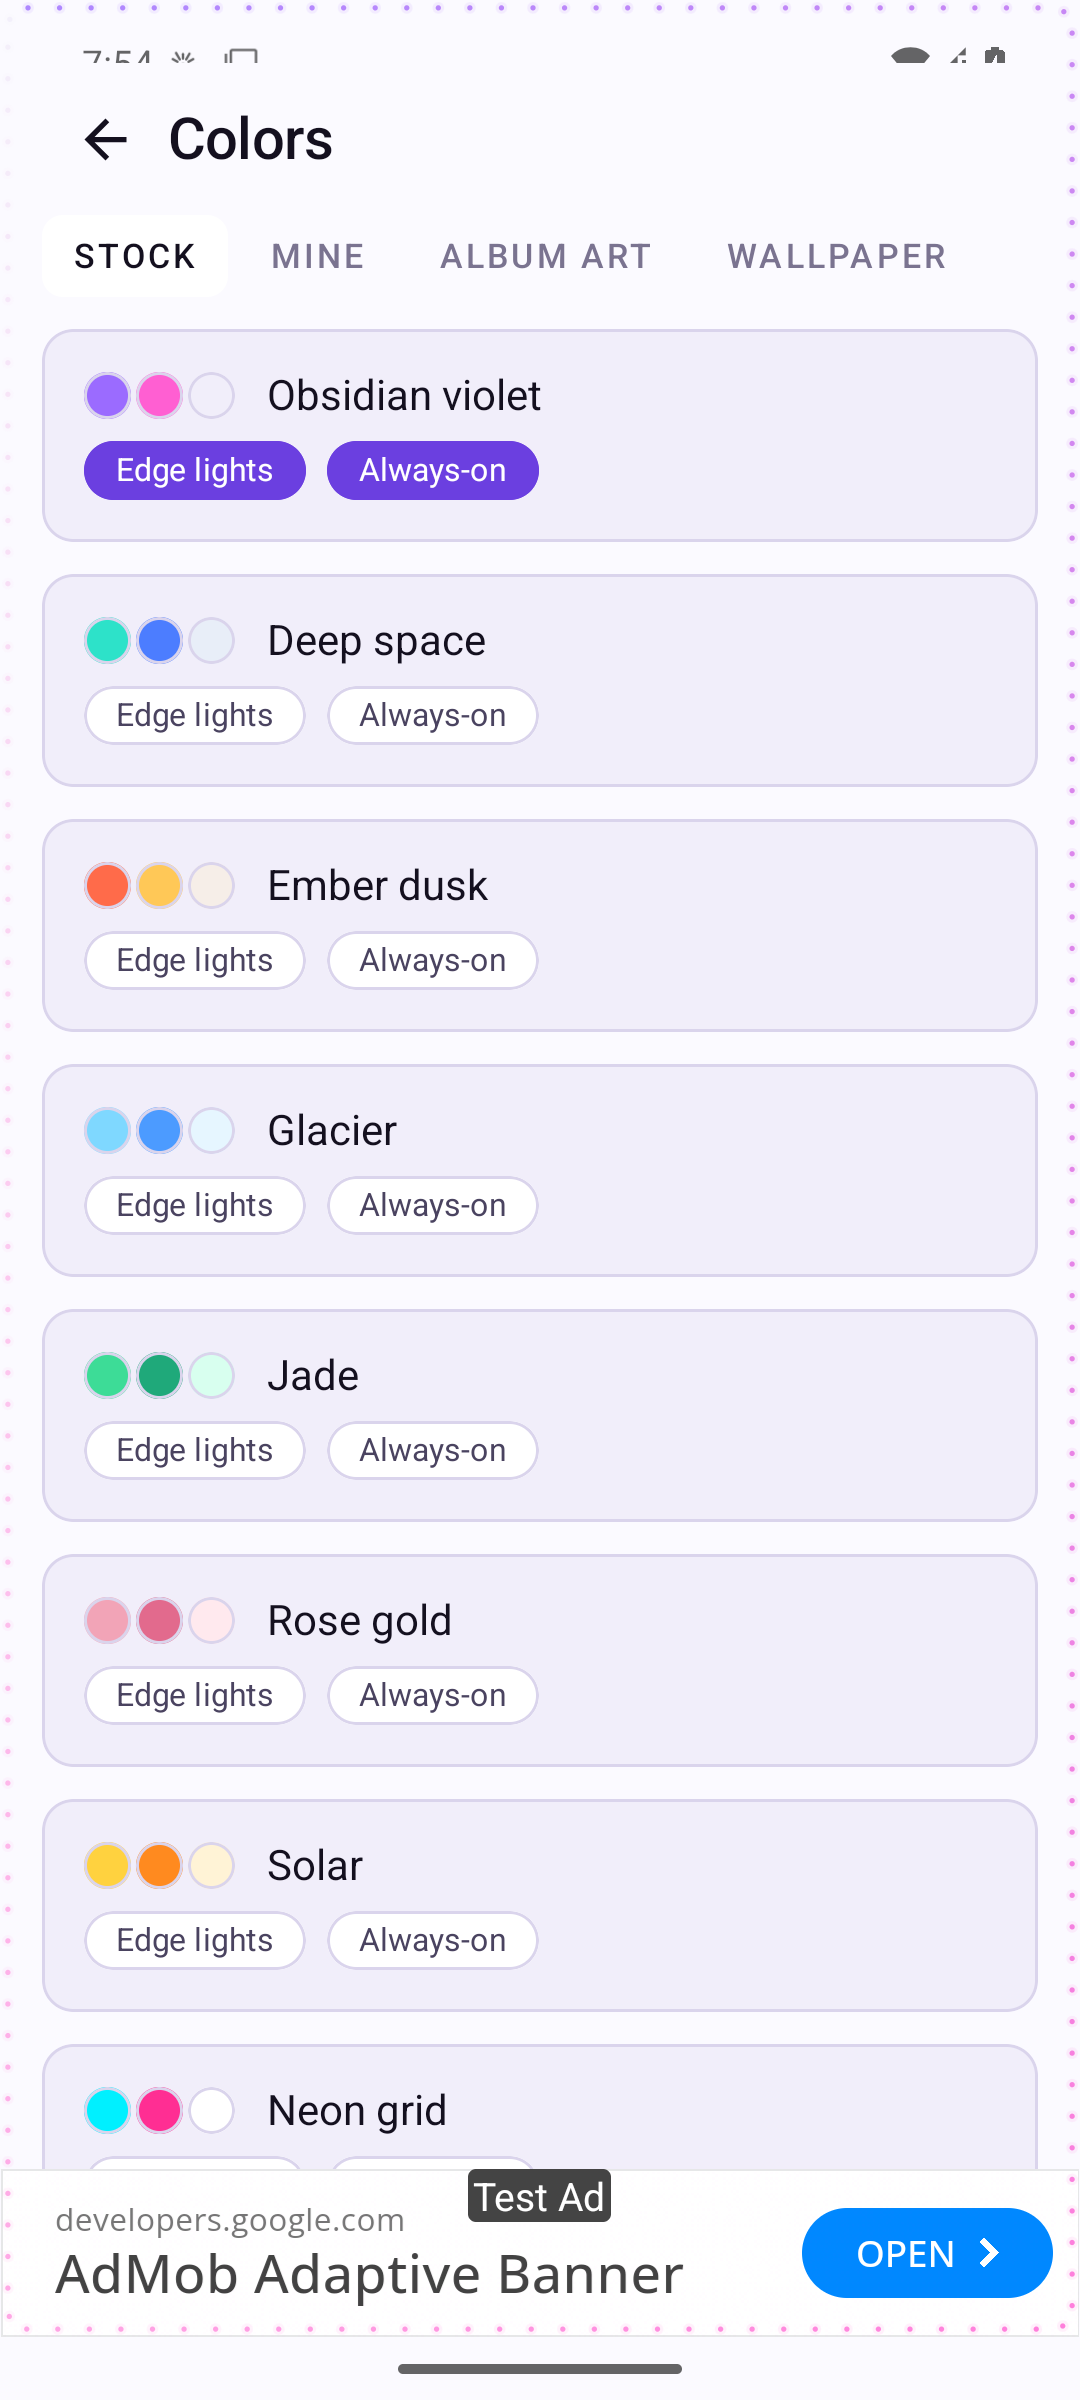 7:54
Colors
STOCK MINE ALBUM ART WALLPAPER
Obsidian violet
Edge lights Always-on
Deep space
Edge lights Always-on
Ember dusk
Edge lights Always-on
Glacier
Edge lights Always-on
Jade
Edge lights Always-on
Rose gold
Edge lights Always-on
Solar
Edge lights Always-on
Neon grid
Test Ad
developers.google.com
AdMob Adaptive Banner
OPEN